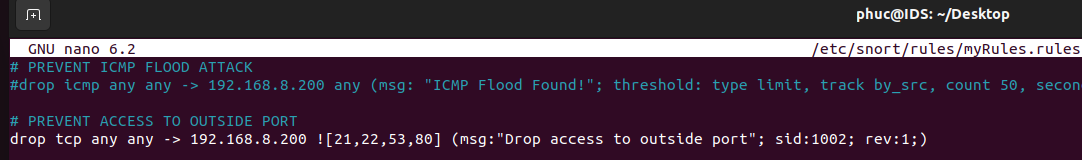 phuc@IDS: ~/Desktop
GNU nano 6.2 /etc/snort/rules/myRules.rules
# PREVENT ICMP FLOOD ATTACK
#drop icmp any any -> 192.168.8.200 any (msg: "ICMP Flood Found!"; threshold: type limit, track by_src, count 50, secon
# PREVENT ACCESS TO OUTSIDE PORT
drop tcp any any -> 192.168.8.200 ![21,22,53,80] (msg:"Drop access to outside port"; sid:1002; rev:1;)